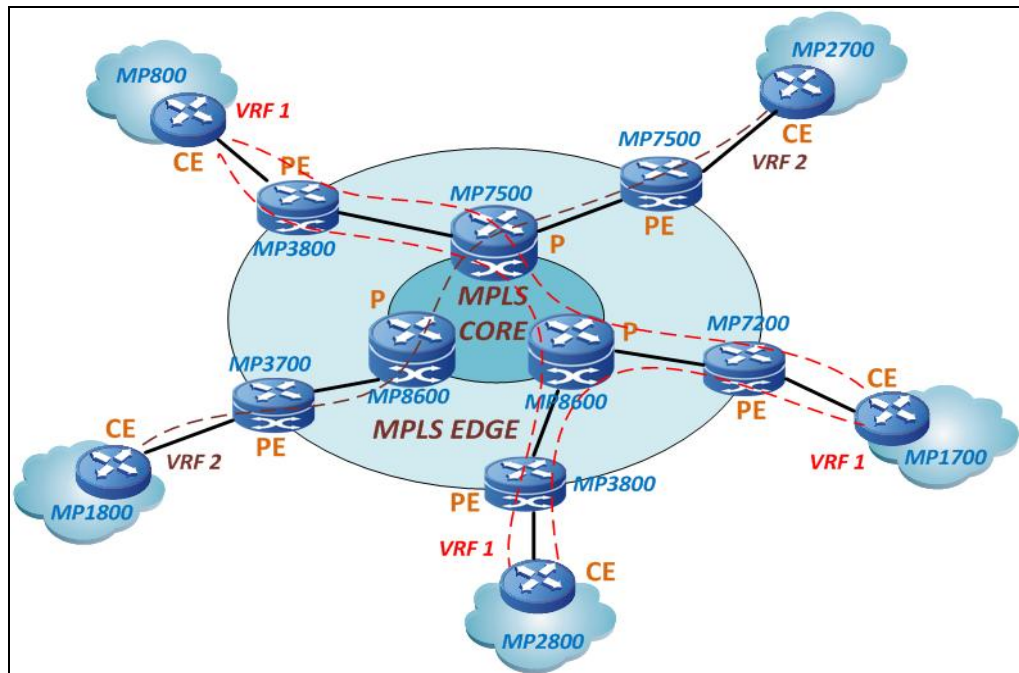 MP800
VRF 1
CE
PE
MP3800
MP7500
P
MP2700
CE
VRF 2
MP7500
PE
MPLS
CORE
P
MP8600
P
MP8600
MP7200
PE
CE
VRF 1
MP1700
MP3700
PE
MPLS EDGE
CE
VRF 2
MP1800
PE
MP3800
VRF 1
CE
MP2800